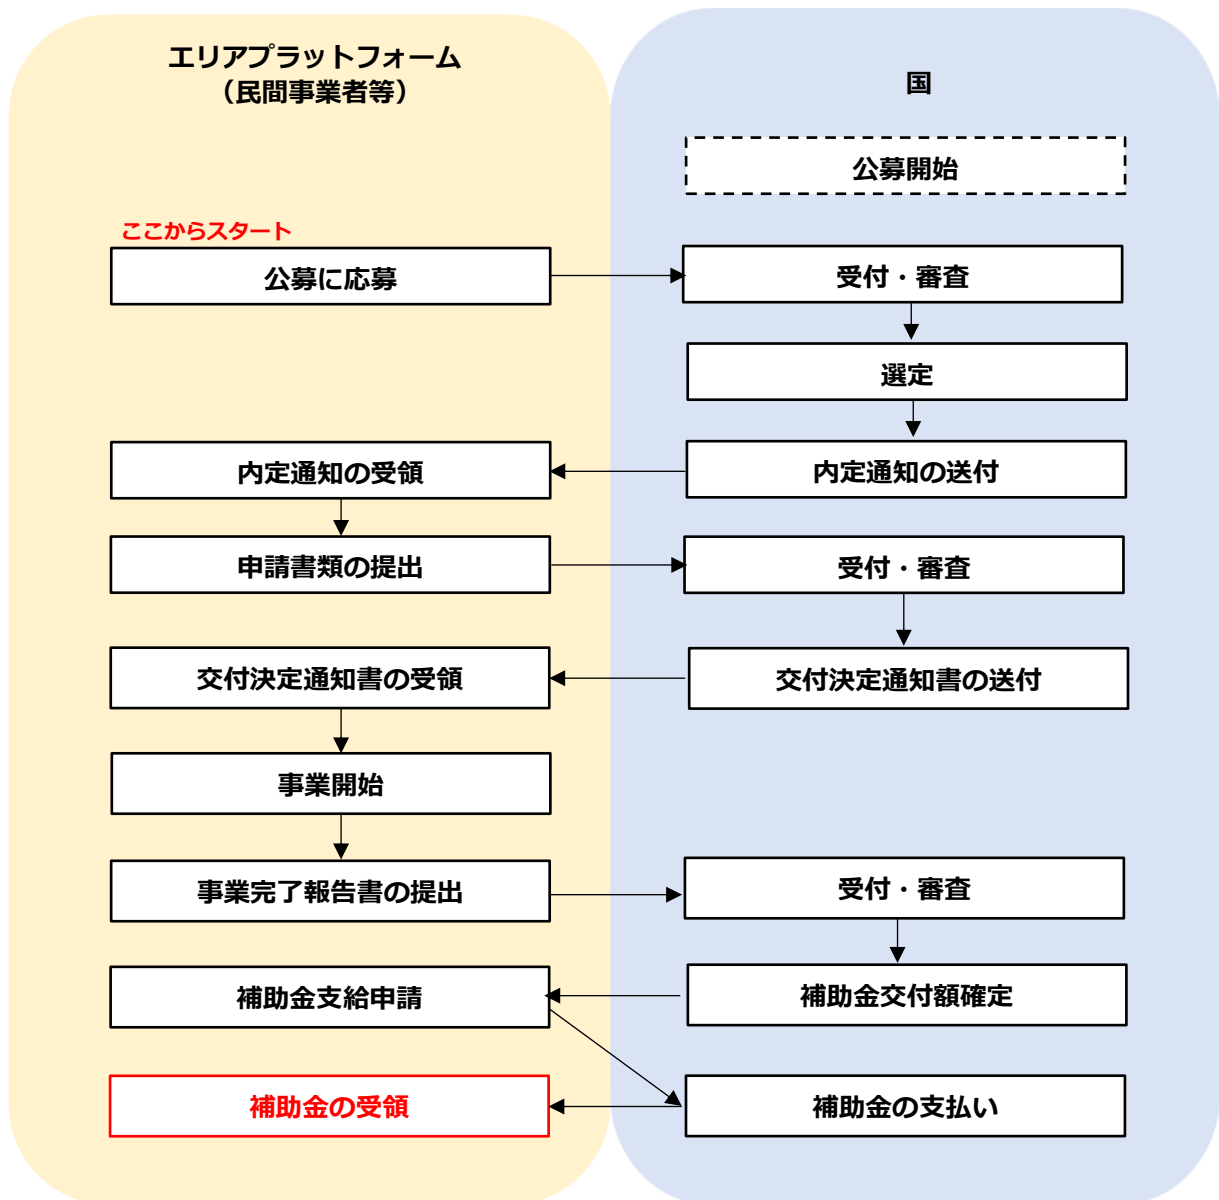 エリアプラットフォーム
（民間事業者等）
国
公募開始
ここからスタート
公募に応募
受付・審査
選定
内定通知の受領
内定通知の送付
申請書類の提出
受付・審査
交付決定通知書の受領
交付決定通知書の送付
事業開始
事業完了報告書の提出
受付・審査
補助金支給申請
補助金交付額確定
補助金の受領
補助金の支払い